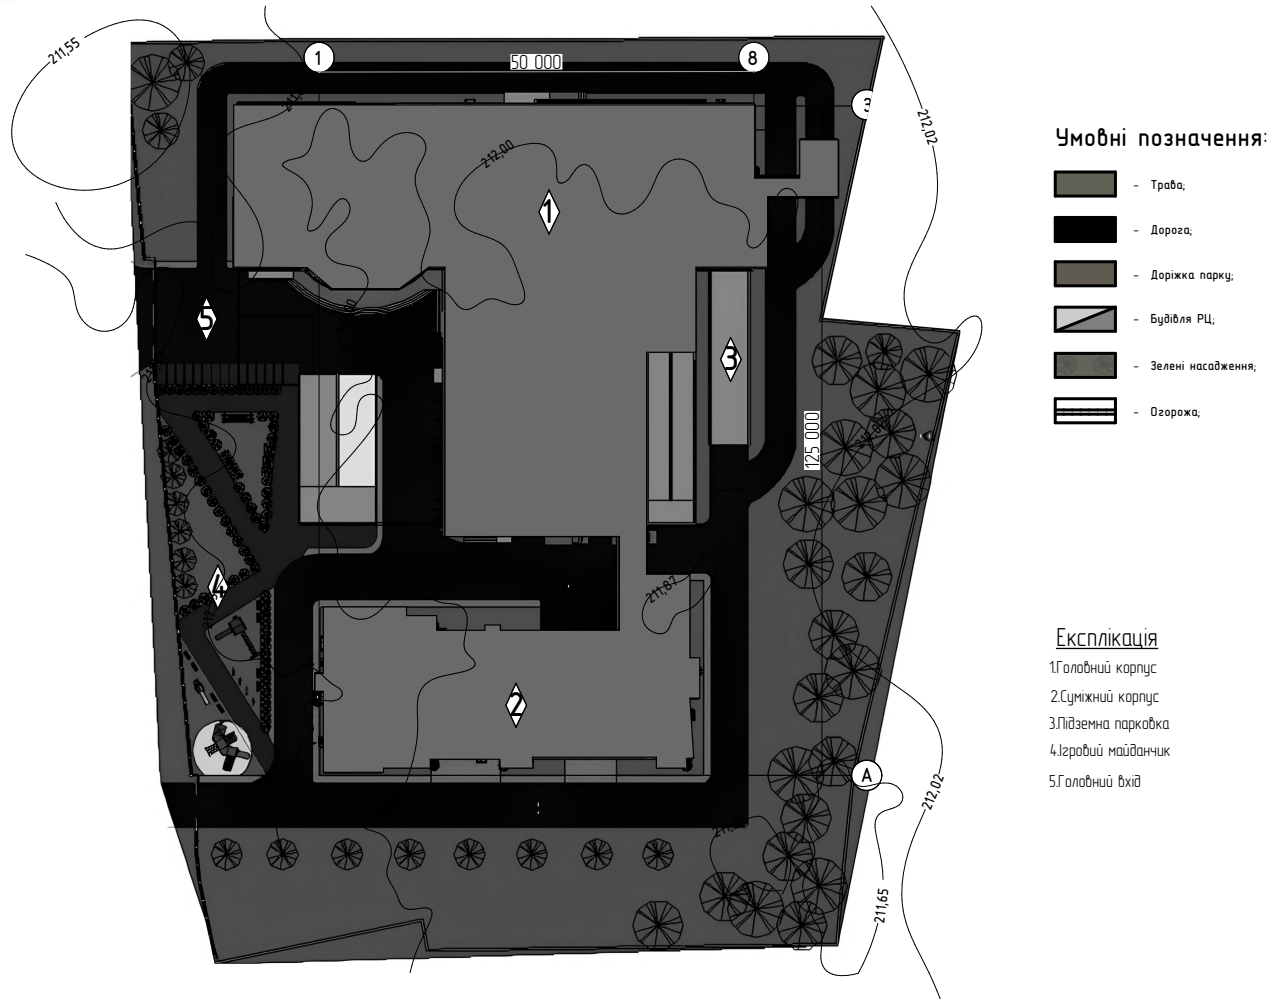 211,55
1
50 000
8
3
212,02
212,00
1
5
3
125 000
4
211,87
2
А
212,02
211,65
Умовні позначення:
- Трава;
- Дорога;
- Доріжка парку;
- Будівля РЦ;
- Зелені насадження;
- Огорожа;
Експлікація
1.Головний корпус
2.Суміжний корпус
3.Підземна парковка
4.Ігровий майданчик
5.Головний вхід